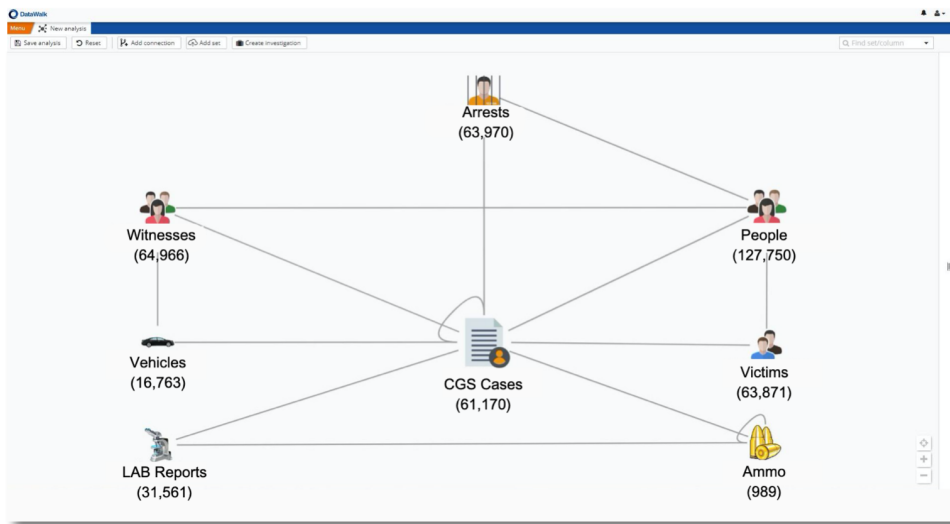 DataWalk
Menu New analysis
Save analysis Reset Add connection Add set Create investigation Find set/column
Arrests
(63,970)
Witnesses
(64,966)
People
(127,750)
Vehicles
(16,763)
CGS Cases
(61,170)
Victims
(63,871)
LAB Reports
(31,561)
Ammo
(989)